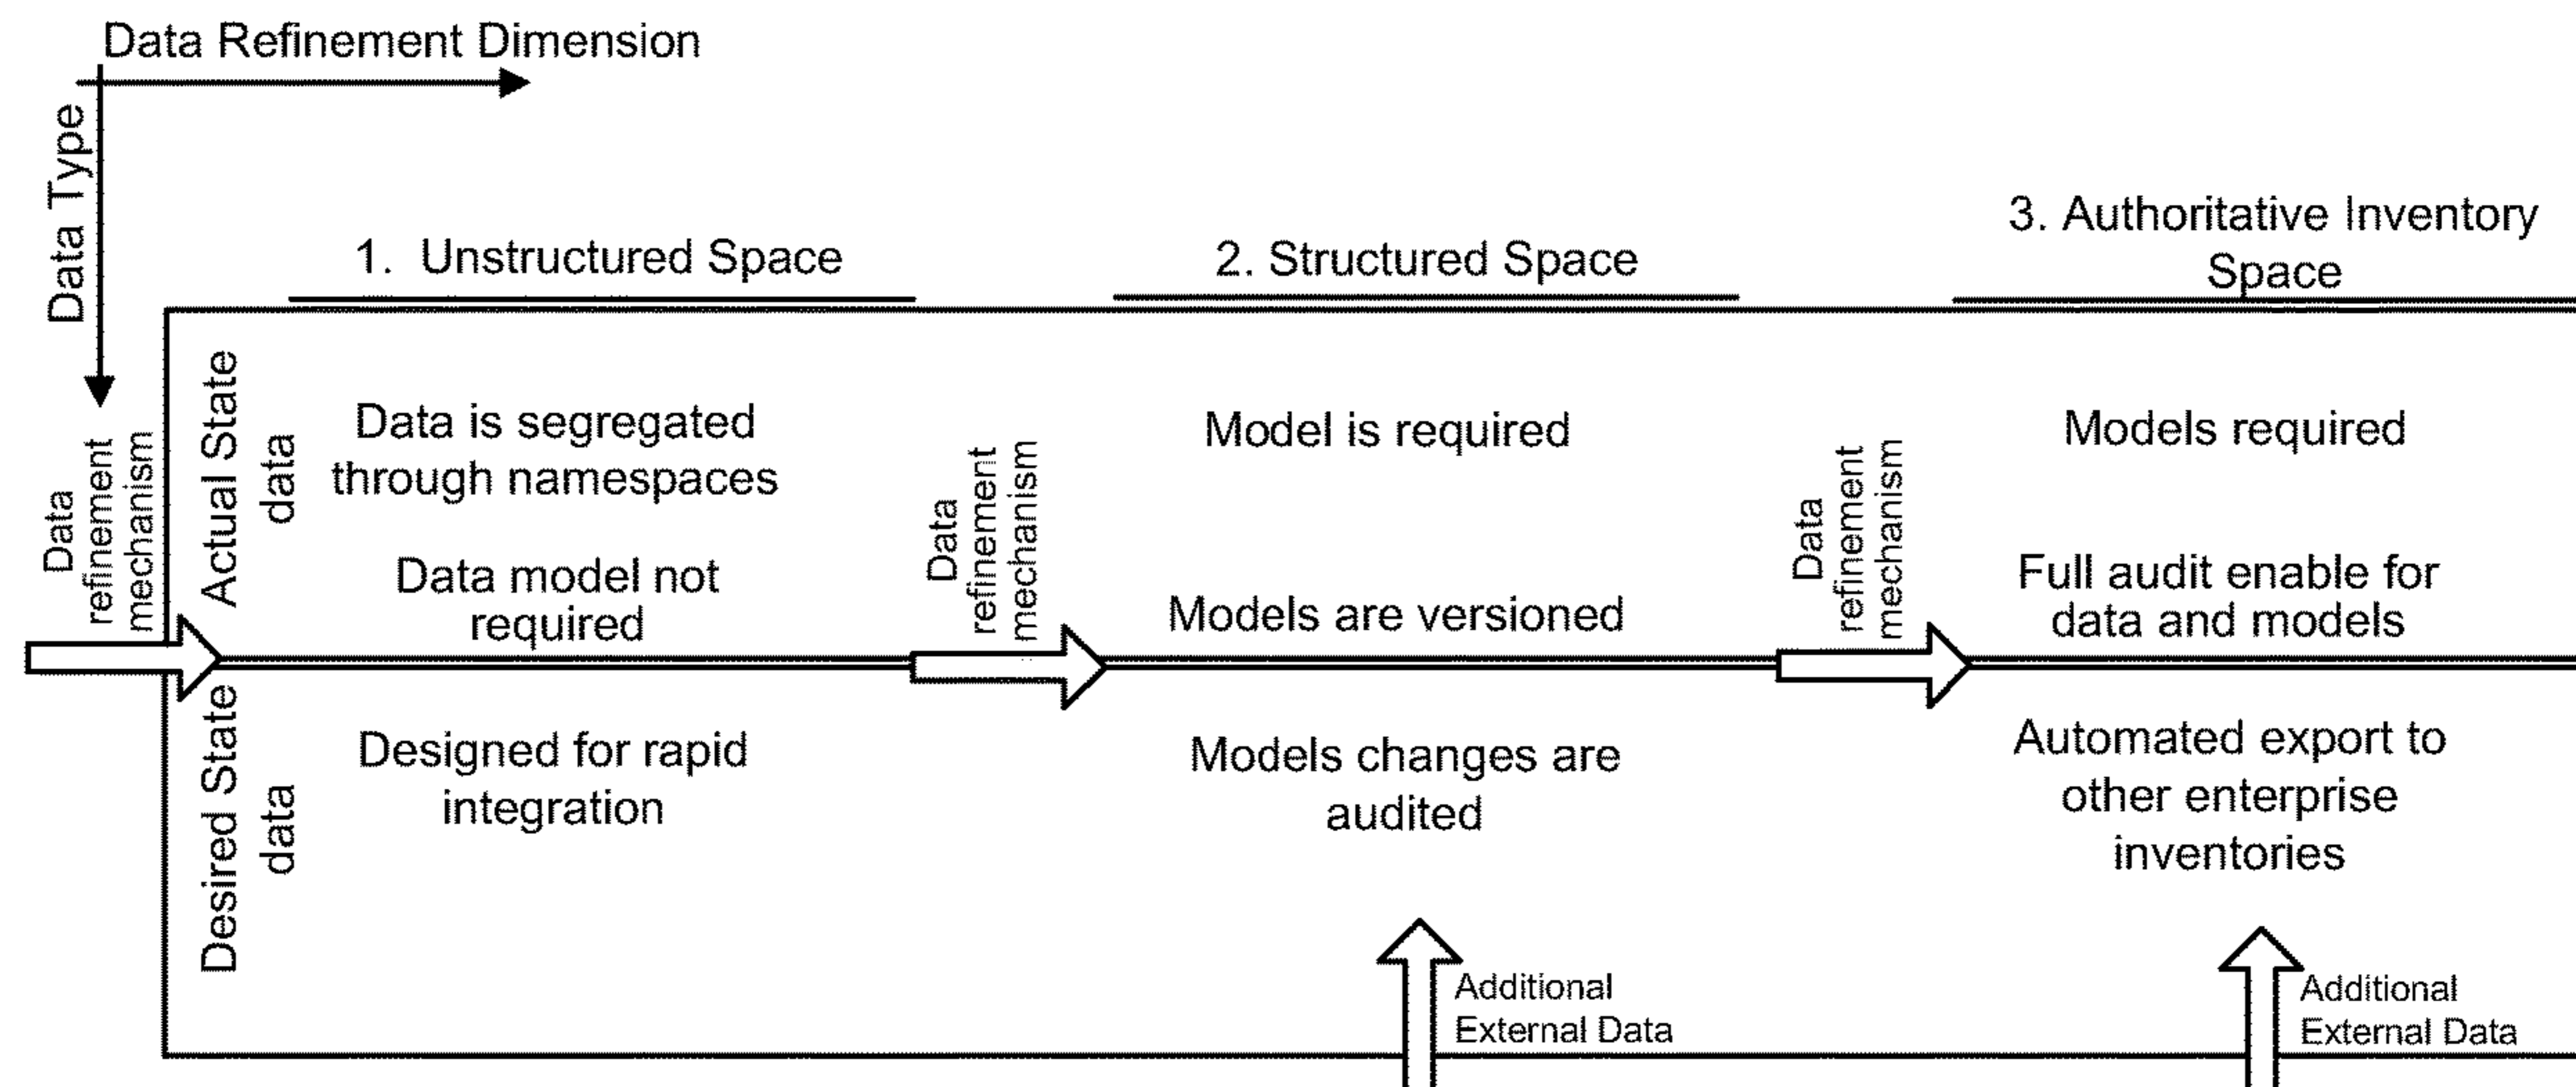 Data Refinement Dimension
Data Type
1. Unstructured Space
2. Structured Space
3. Authoritative Inventory
Space
Data
refinement
mechanism
Actual State
data
Data is segregated
through namespaces
Data model not
required
Data
refinement
mechanism
Model is required
Models are versioned
Data
refinement
mechanism
Models required
Full audit enable for
data and models
Desired State
data
Designed for rapid
integration
Models changes are
audited
Automated export to
other enterprise
inventories
Additional
External Data
Additional
External Data